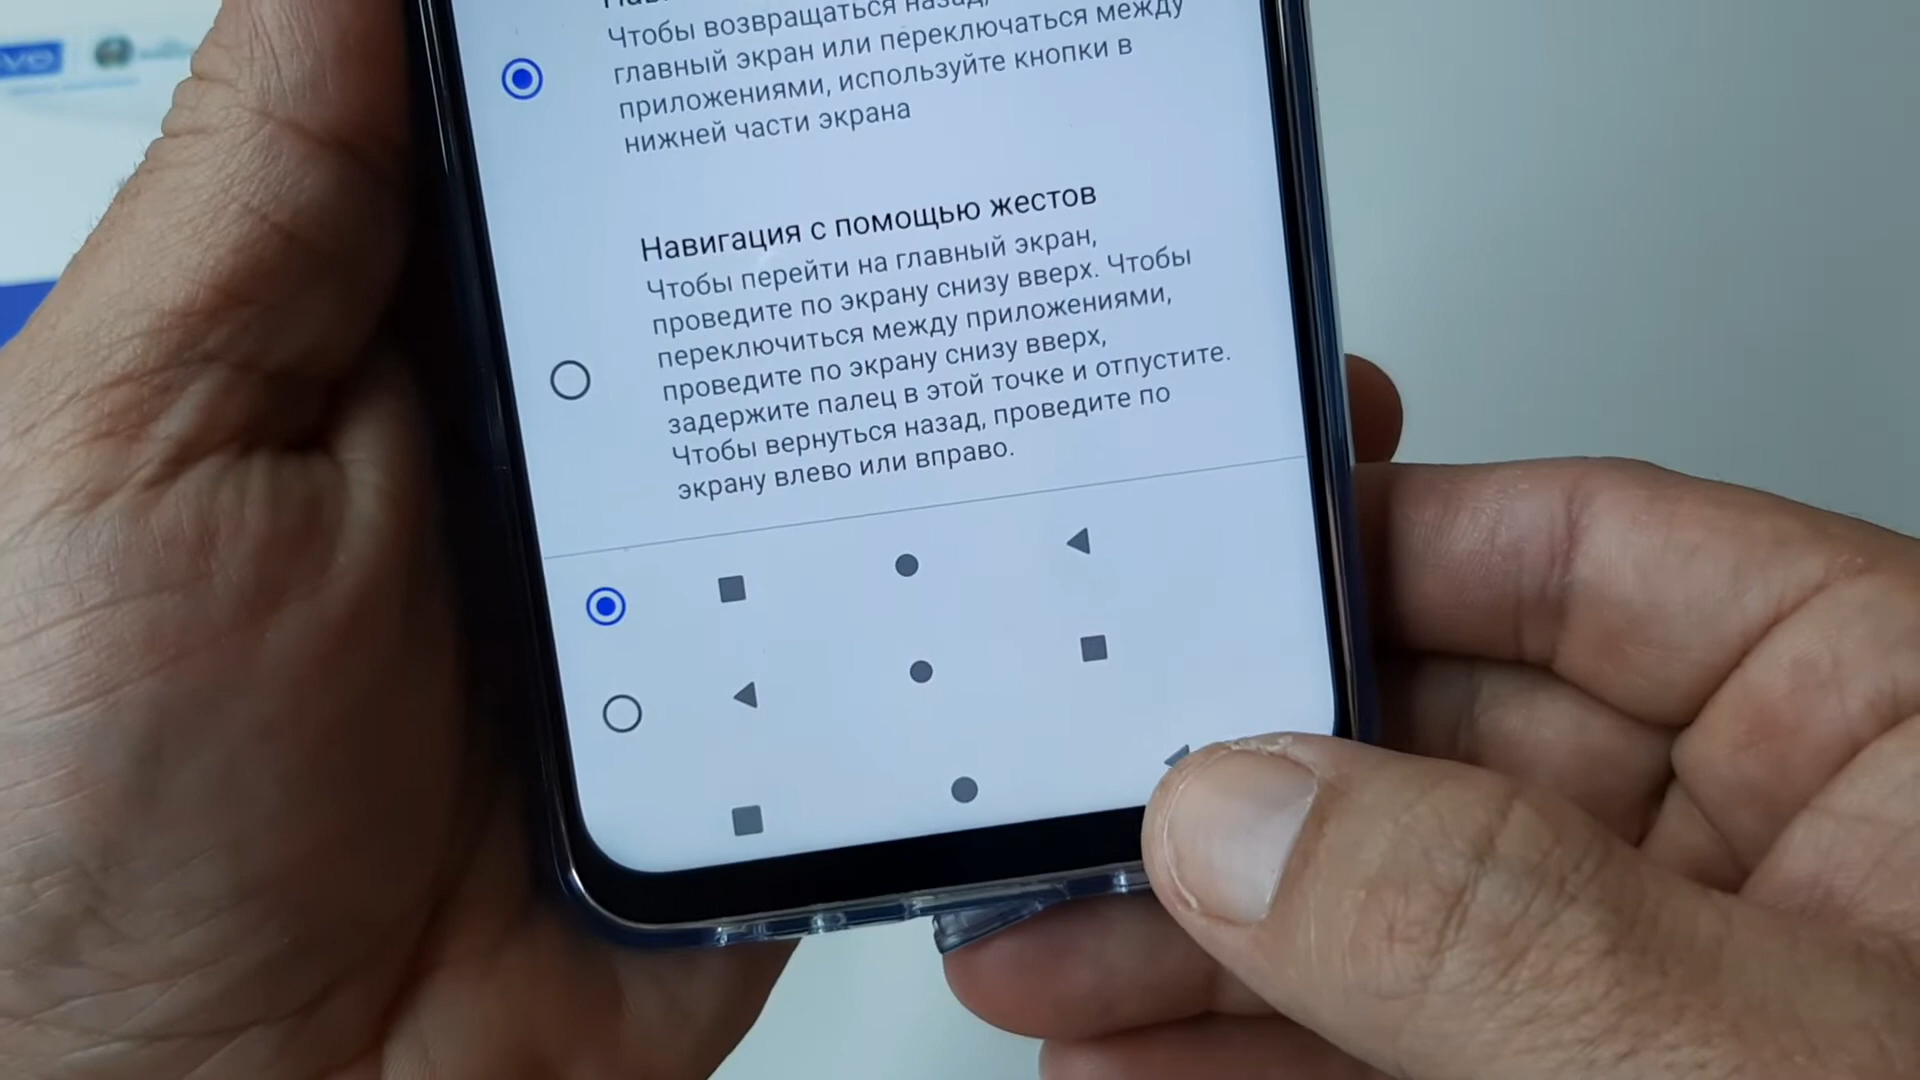 Чтобы возвращаться назад,
главный экран или переключаться между
приложениями, используйте кнопки в
нижней части экрана
Навигация с помощью жестов
Чтобы перейти на главный экран,
проведите по экрану снизу вверх. Чтобы
переключиться между приложениями,
проведите по экрану снизу вверх,
задержите палец в этой точке и отпустите.
Чтобы вернуться назад, проведите по
экрану влево или вправо.